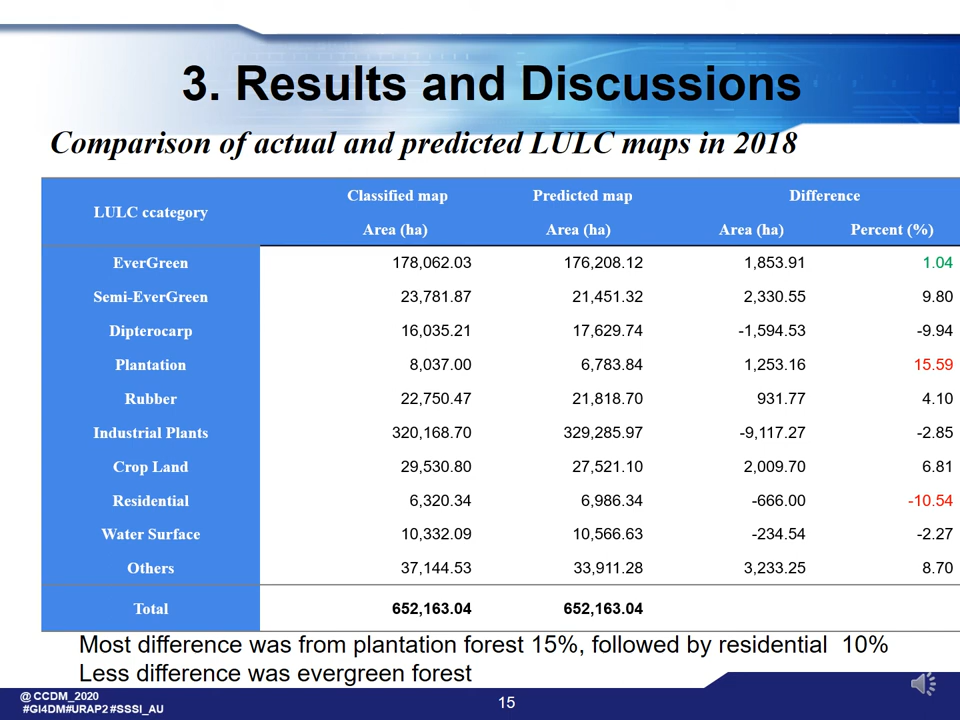 3. Results and Discussions
Comparison of actual and predicted LULC maps in 2018
LULC ccategory Classified map Predicted map Difference
Area (ha) Area (ha) Area (ha) Percent (%)
EverGreen 178,062.03 176,208.12 1,853.91 1.04
Semi-EverGreen 23,781.87 21,451.32 2,330.55 9.80
Dipterocarp 16,035.21 17,629.74 -1,594.53 -9.94
Plantation 8,037.00 6,783.84 1,253.16 15.59
Rubber 22,750.47 21,818.70 931.77 4.10
Industrial Plants 320,168.70 329,285.97 -9,117.27 -2.85
Crop Land 29,530.80 27,521.10 2,009.70 6.81
Residential 6,320.34 6,986.34 -666.00 -10.54
Water Surface 10,332.09 10,566.63 -234.54 -2.27
Others 37,144.53 33,911.28 3,233.25 8.70
Total 652,163.04 652,163.04
Most difference was from plantation forest 15%, followed by residential 10%
Less difference was evergreen forest
@CCDM_2020
#GI4DM#URAP2#SSSI_AU
15